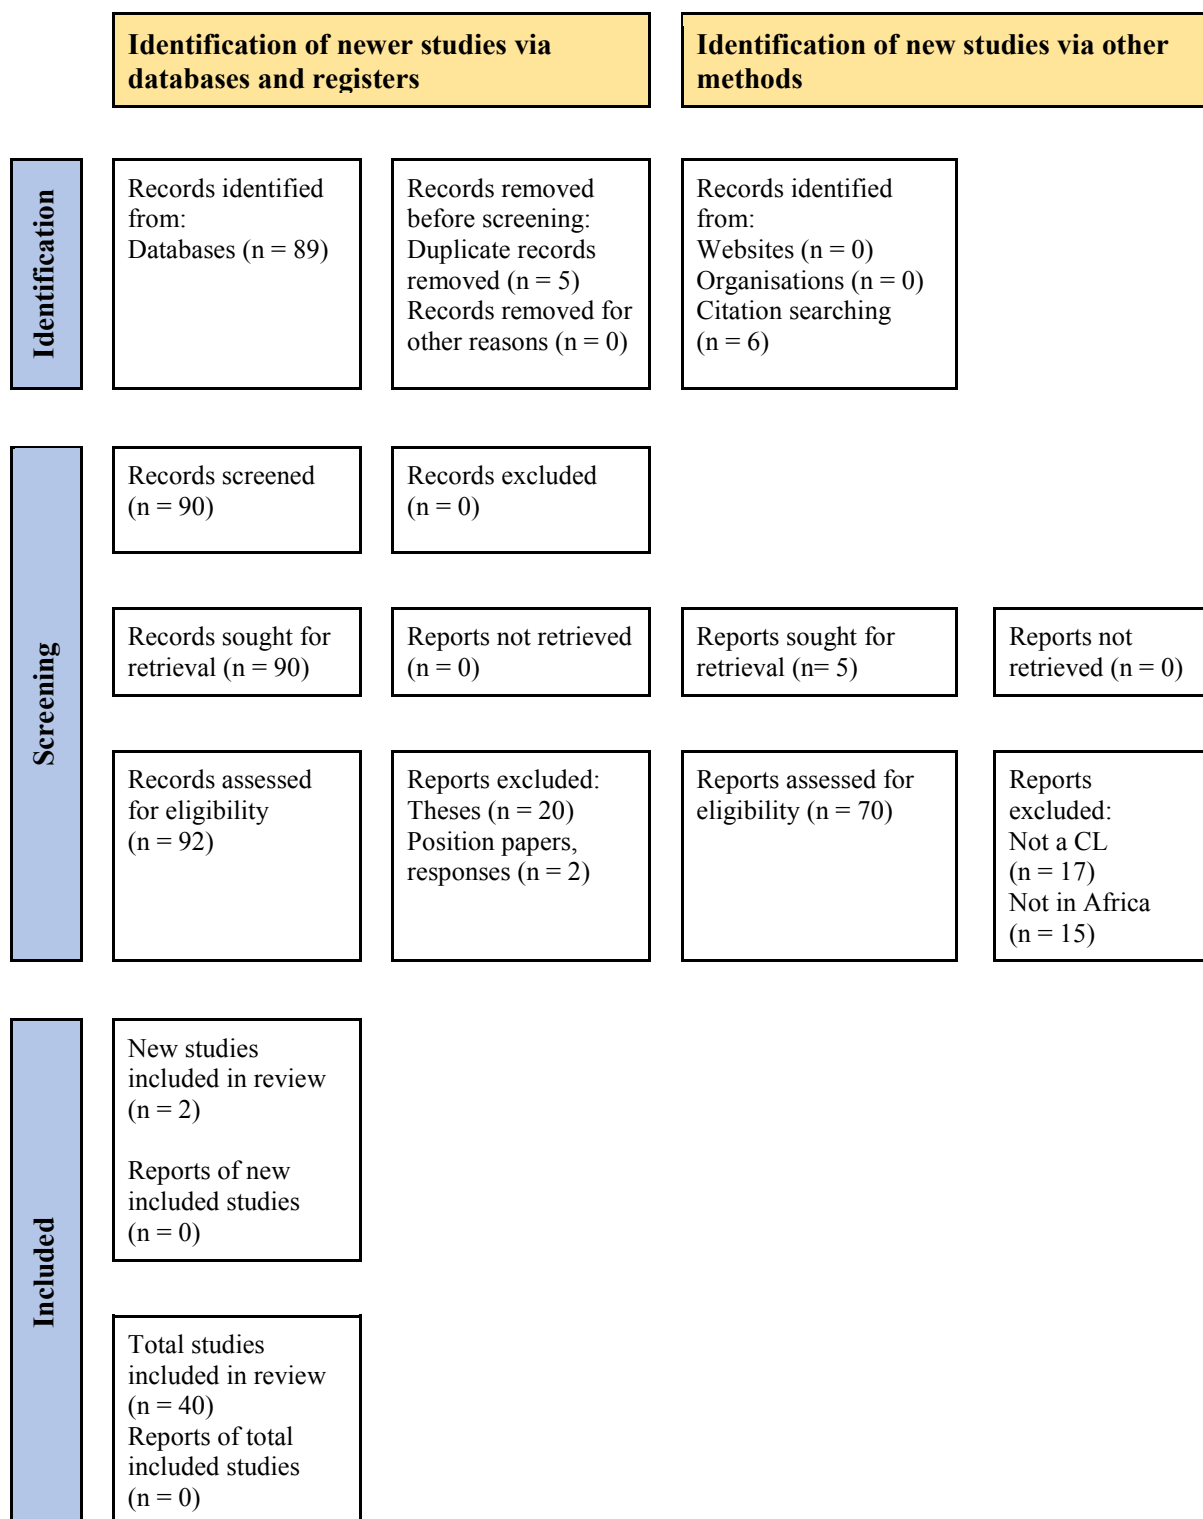 Identification of newer studies via
databases and registers
Identification of new studies via other
methods
Identification
Records identified
from:
Databases (n = 89)
Records removed
before screening:
Duplicate records
removed (n = 5)
Records removed for
other reasons (n = 0)
Records identified
from:
Websites (n = 0)
Organisations (n = 0)
Citation searching
(n = 6)
Screening
Records screened
(n = 90)
Records excluded
(n = 0)
Records sought for
retrieval (n = 90)
Reports not retrieved
(n = 0)
Reports sought for
retrieval (n= 5)
Reports not
retrieved (n = 0)
Records assessed
for eligibility
(n = 92)
Reports excluded:
Theses (n = 20)
Position papers,
responses (n = 2)
Reports assessed for
eligibility (n = 70)
Reports
excluded:
Not a CL
(n = 17)
Not in Africa
(n = 15)
Included
New studies
included in review
(n = 2)
Reports of new
included studies
(n = 0)
Total studies
included in review
(n = 40)
Reports of total
included studies
(n = 0)